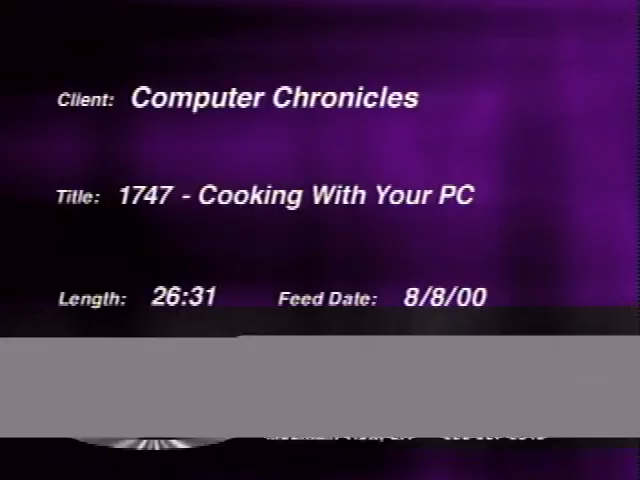 Client: Computer Chronicles
Title: 1747 - Cooking With Your PC
Length: 26:31 Feed Date: 8/8/00